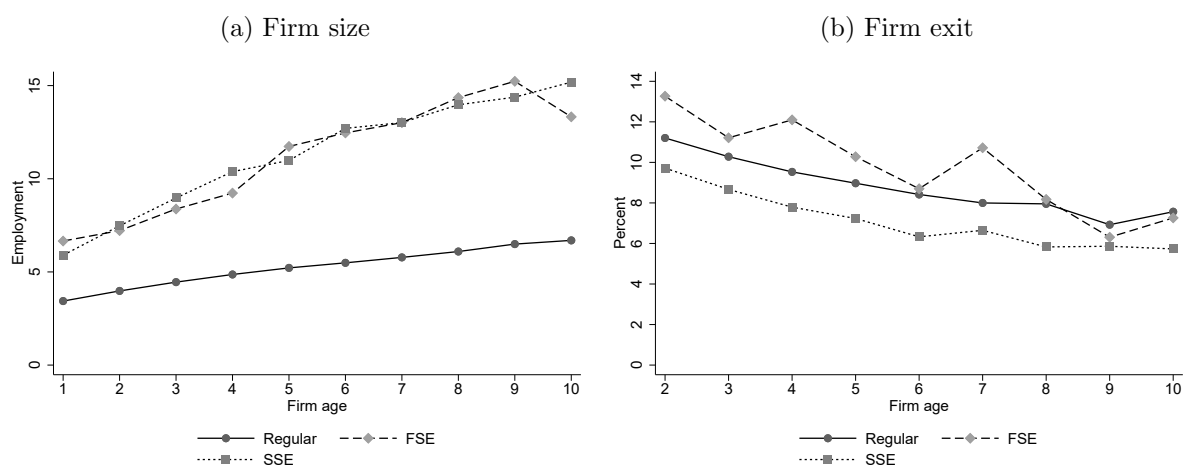 (a) Firm size
15
10
5
0
Employment
1 2 3 4 5 6 7 8 9 10
Firm age
Regular FSE
SSE
(b) Firm exit
14
12
10
8
6
4
2
0
Percent
2 3 4 5 6 7 8 9 10
Firm age
Regular FSE
SSE